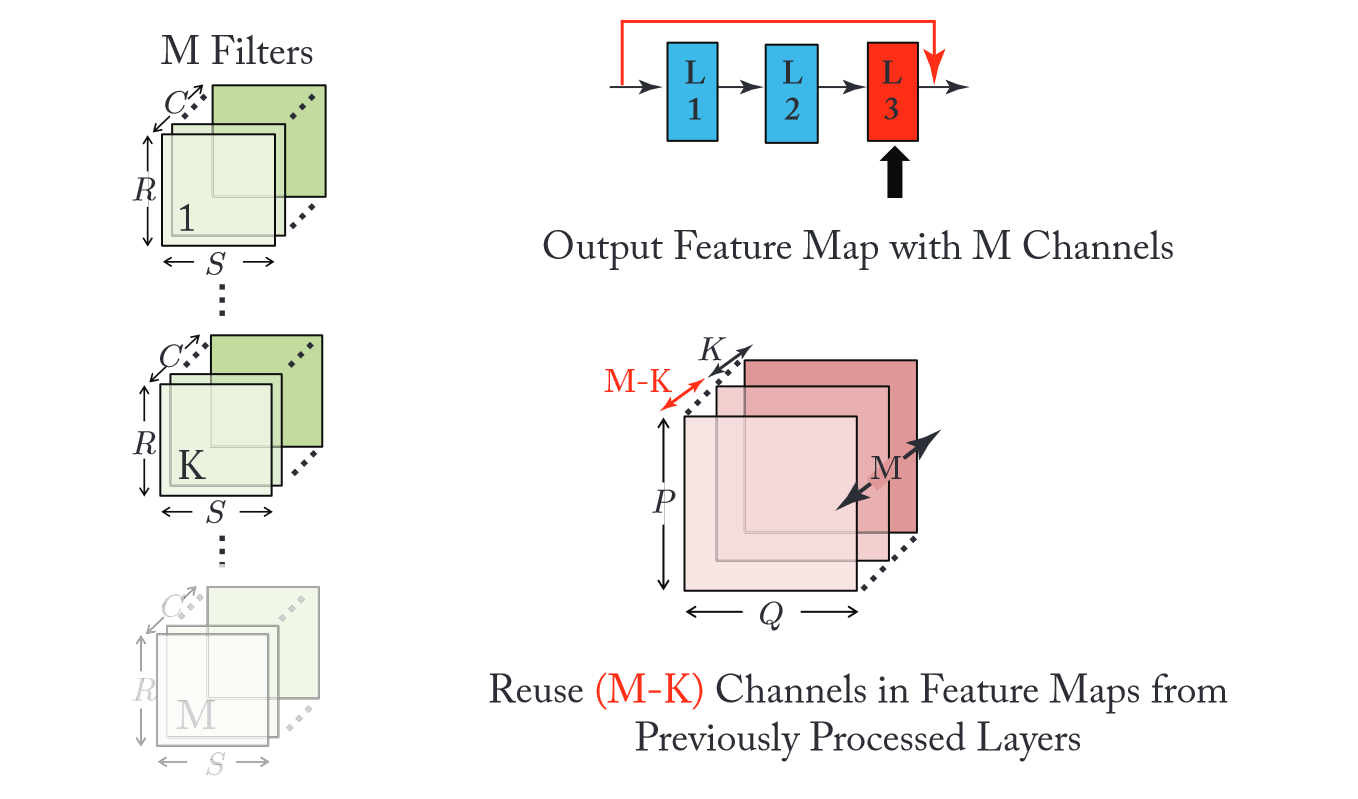 M Filters
C
R
1
S
C
R
K
S
C
R
M
S
L
1
L
2
L
3
Output Feature Map with M Channels
K
M-K
M
P
Q
Reuse (M-K) Channels in Feature Maps from
Previously Processed Layers